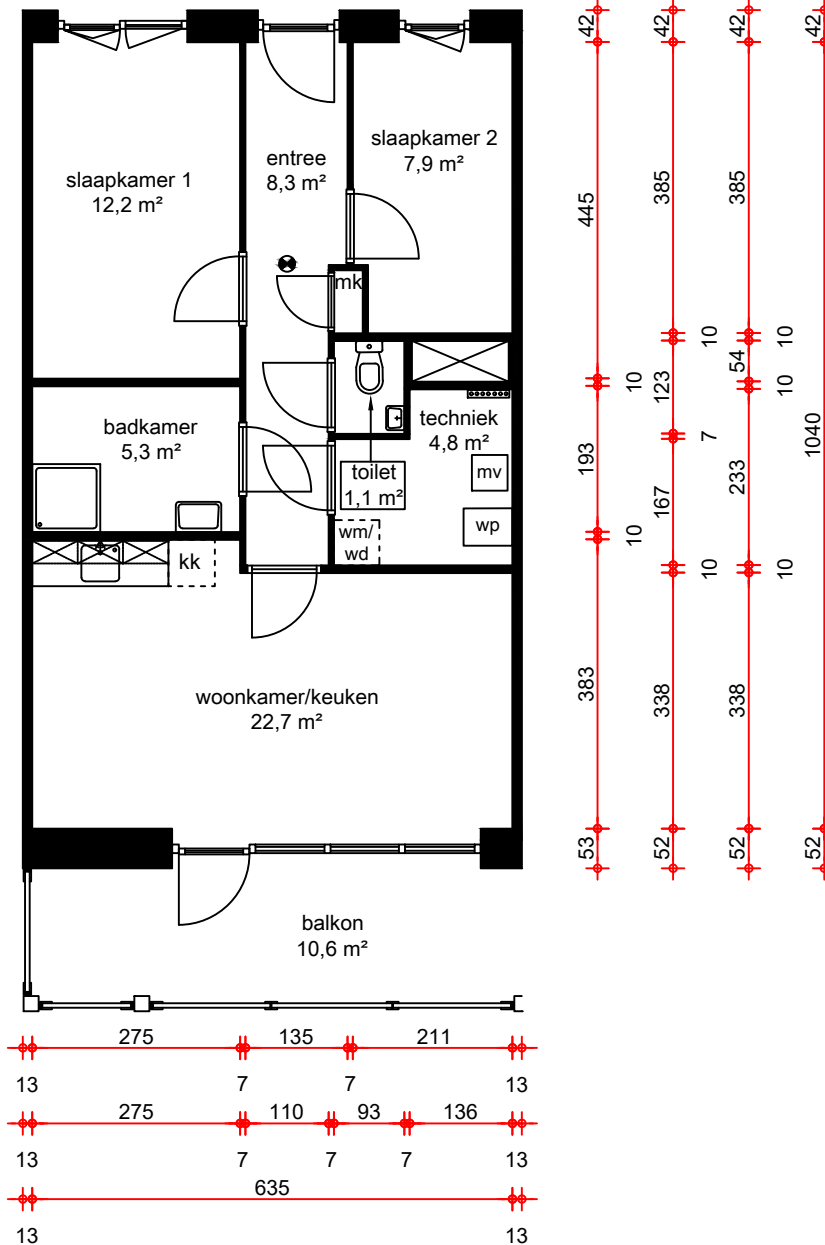 slaapkamer 1
12,2 m²
entree
8,3 m²
slaapkamer 2
7,9 m²
mk
badkamer
5,3 m²
toilet
1,1 m²
techniek
4,8 m²
mv
wp
wm/
wd
kk
woonkamer/keuken
22,7 m²
balkon
10,6 m²
42
445
10
193
10
383
53
42
385
10
123
7
167
10
338
52
42
385
10
54
10
233
10
338
52
42
1040
52
275 135 211
13 7 7 13
275 110 93 136
13 7 7 7 13
635
13 13